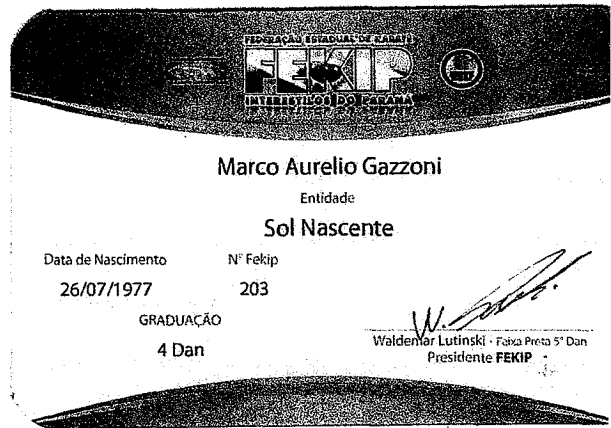 FEDERAÇÃO ESTADUAL DE KARATE
FEKIP
INTERESTILOS DO PARANÁ
Marco Aurelio Gazzoni
Entidade
Sol Nascente
Data de Nascimento Nº Fekip
26/07/1977 203
GRADUAÇÃO
4 Dan
Waldemar Lutinski - Faixa Preta 5º Dan
Presidente FEKIP